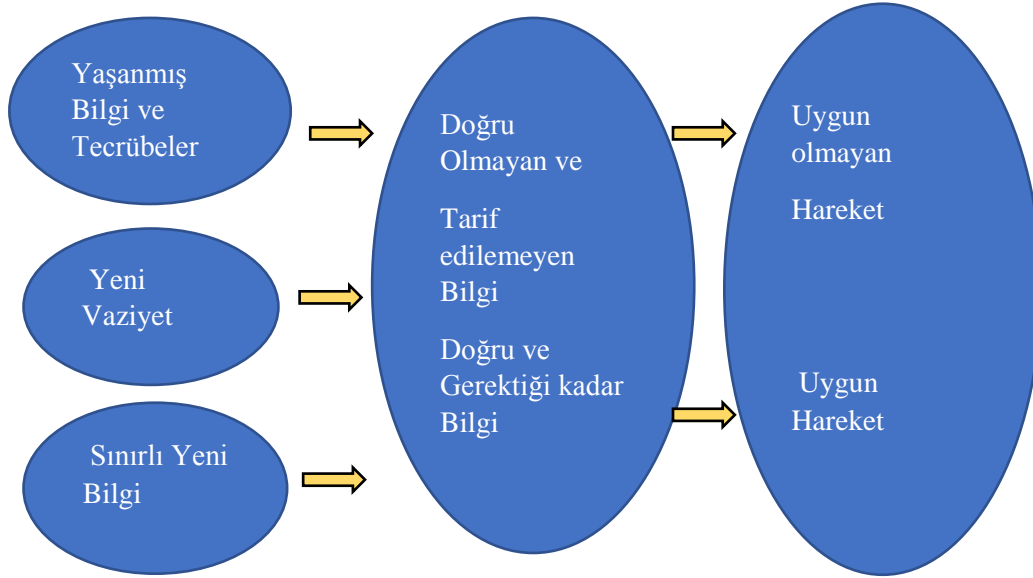 Yaşanmış
Bilgi ve
Tecrübeler
Yeni
Vaziyet
Sınırlı Yeni
Bilgi
Doğru
Olmayan ve
Tarif
edilemeyen
Bilgi
Doğru ve
Gerektiği kadar
Bilgi
Uygun
olmayan
Hareket
Uygun
Hareket